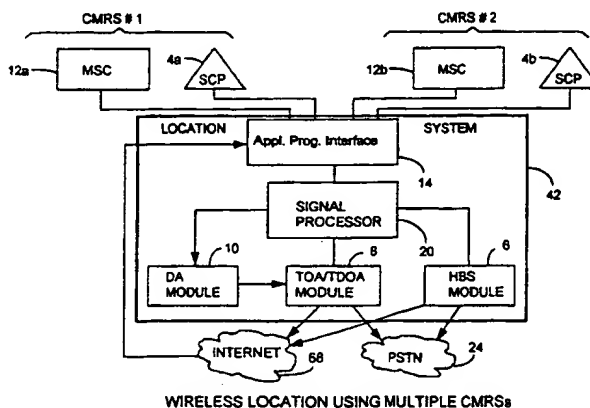 CMRS # 1
CMRS # 2
12a
MSC
4a
SCP
12b
MSC
4b
SCP
LOCATION
SYSTEM
Appl. Prog. Interface
14
42
SIGNAL
PROCESSOR
20
10
8
6
DA
MODULE
TOA/TDOA
MODULE
HBS
MODULE
INTERNET
68
PSTN
24
WIRELESS LOCATION USING MULTIPLE CMRSs